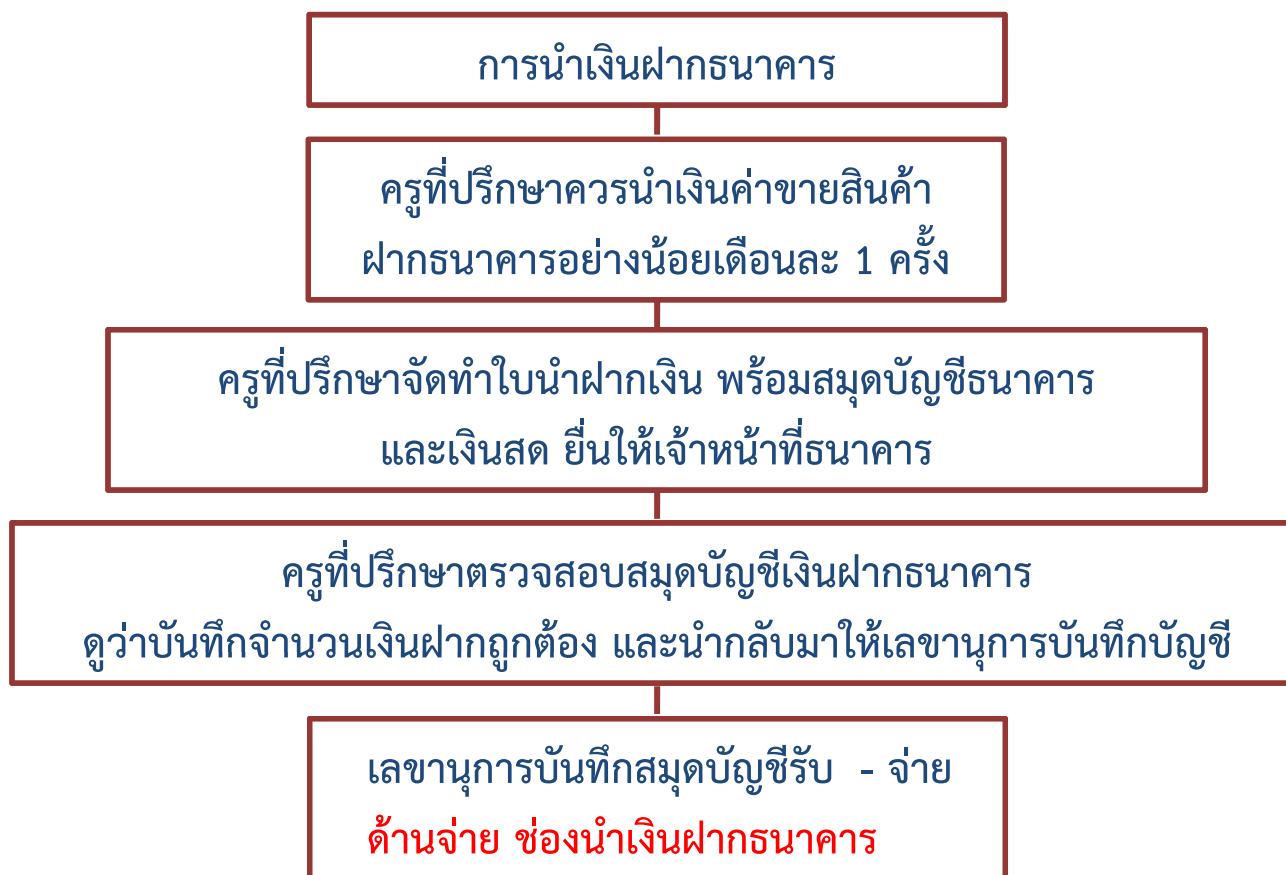 การนำเงินฝากธนาคาร
ครูที่ปรึกษาควรนำเงินค่าขายสินค้า
ฝากธนาคารอย่างน้อยเดือนละ 1 ครั้ง
ครูที่ปรึกษาจัดทำใบนำฝากเงิน พร้อมสมุดบัญชีธนาคาร
และเงินสด ยื่นให้เจ้าหน้าที่ธนาคาร
ครูที่ปรึกษาตรวจสอบสมุดบัญชีเงินฝากธนาคาร
ดูว่าบันทึกจำนวนเงินฝากถูกต้อง และนำกลับมาให้เลขานุการบันทึกบัญชี
เลขานุการบันทึกสมุดบัญชีรับ - จ่าย
ด้านจ่าย ช่องนำเงินฝากธนาคาร